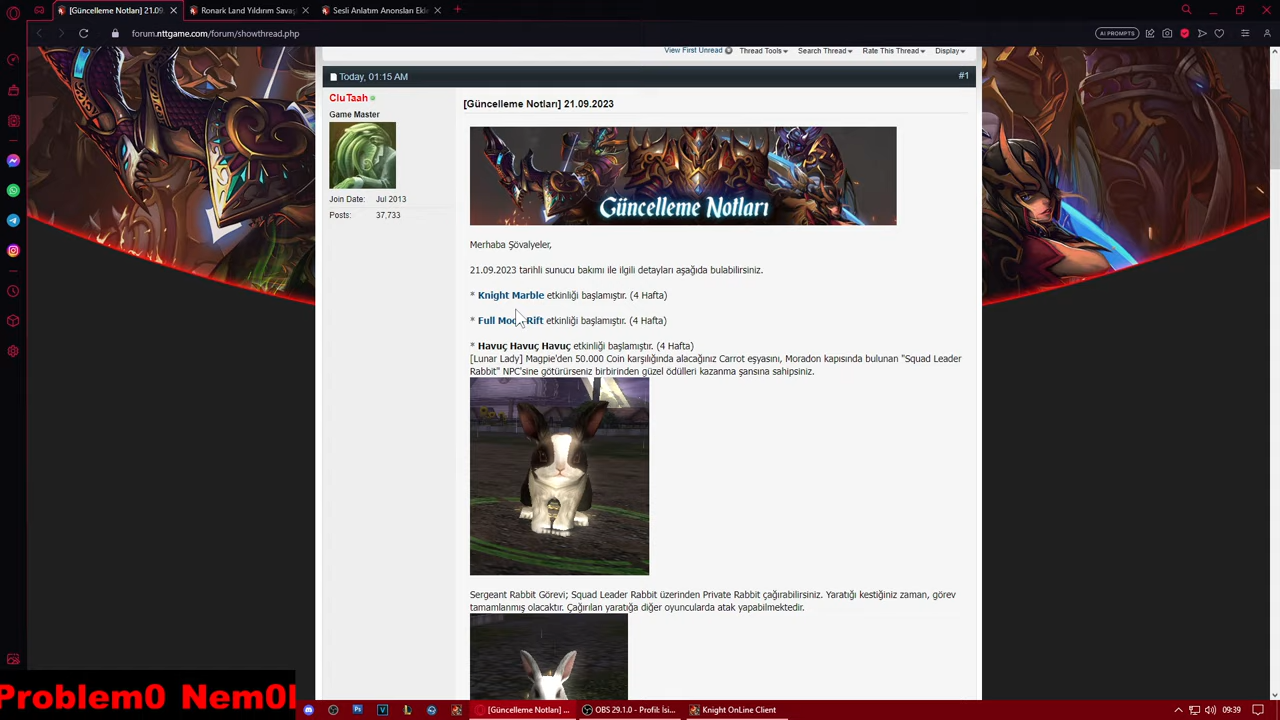 [Güncelleme Notları] 21.09.
Ronark Land Yıldırım Savaş
Sesli Anlatım Anonsları Ekle
forum.nttgame.com/forum/showthread.php
AI PROMPTS
View First Unread
Thread Tools
Search Thread
Rate This Thread
Display
Today, 01:15 AM
#1
CluTaah
Game Master
Join Date: Jul 2013
Posts: 37,733
[Güncelleme Notları] 21.09.2023
Güncelleme Notları
Merhaba Şövalyeler,
21.09.2023 tarihli sunucu bakımı ile ilgili detayları aşağıda bulabilirsiniz.
* Knight Marble etkinliği başlamıştır. (4 Hafta)
* Full Moon Rift etkinliği başlamıştır. (4 Hafta)
* Havuç Havuç Havuç etkinliği başlamıştır. (4 Hafta)
[Lunar Lady] Magpie'den 50.000 Coin karşılığında alacağınız Carrot eşyasını, Moradon kapısında bulunan "Squad Leader
Rabbit" NPC'sine götürürseniz birbirinden güzel ödülleri kazanma şansına sahipsiniz.
Sergeant Rabbit Görevi; Squad Leader Rabbit üzerinden Private Rabbit çağırabilirsiniz. Yaratığı kestiğiniz zaman, görev
tamamlanmış olacaktır. Çağırılan yaratığa diğer oyuncularda atak yapabilmektedir.
Problem0 Nem0l
[Güncelleme Notları] ...
OBS 29.1.0 - Profil: İsi...
Knight OnLine Client
09:39